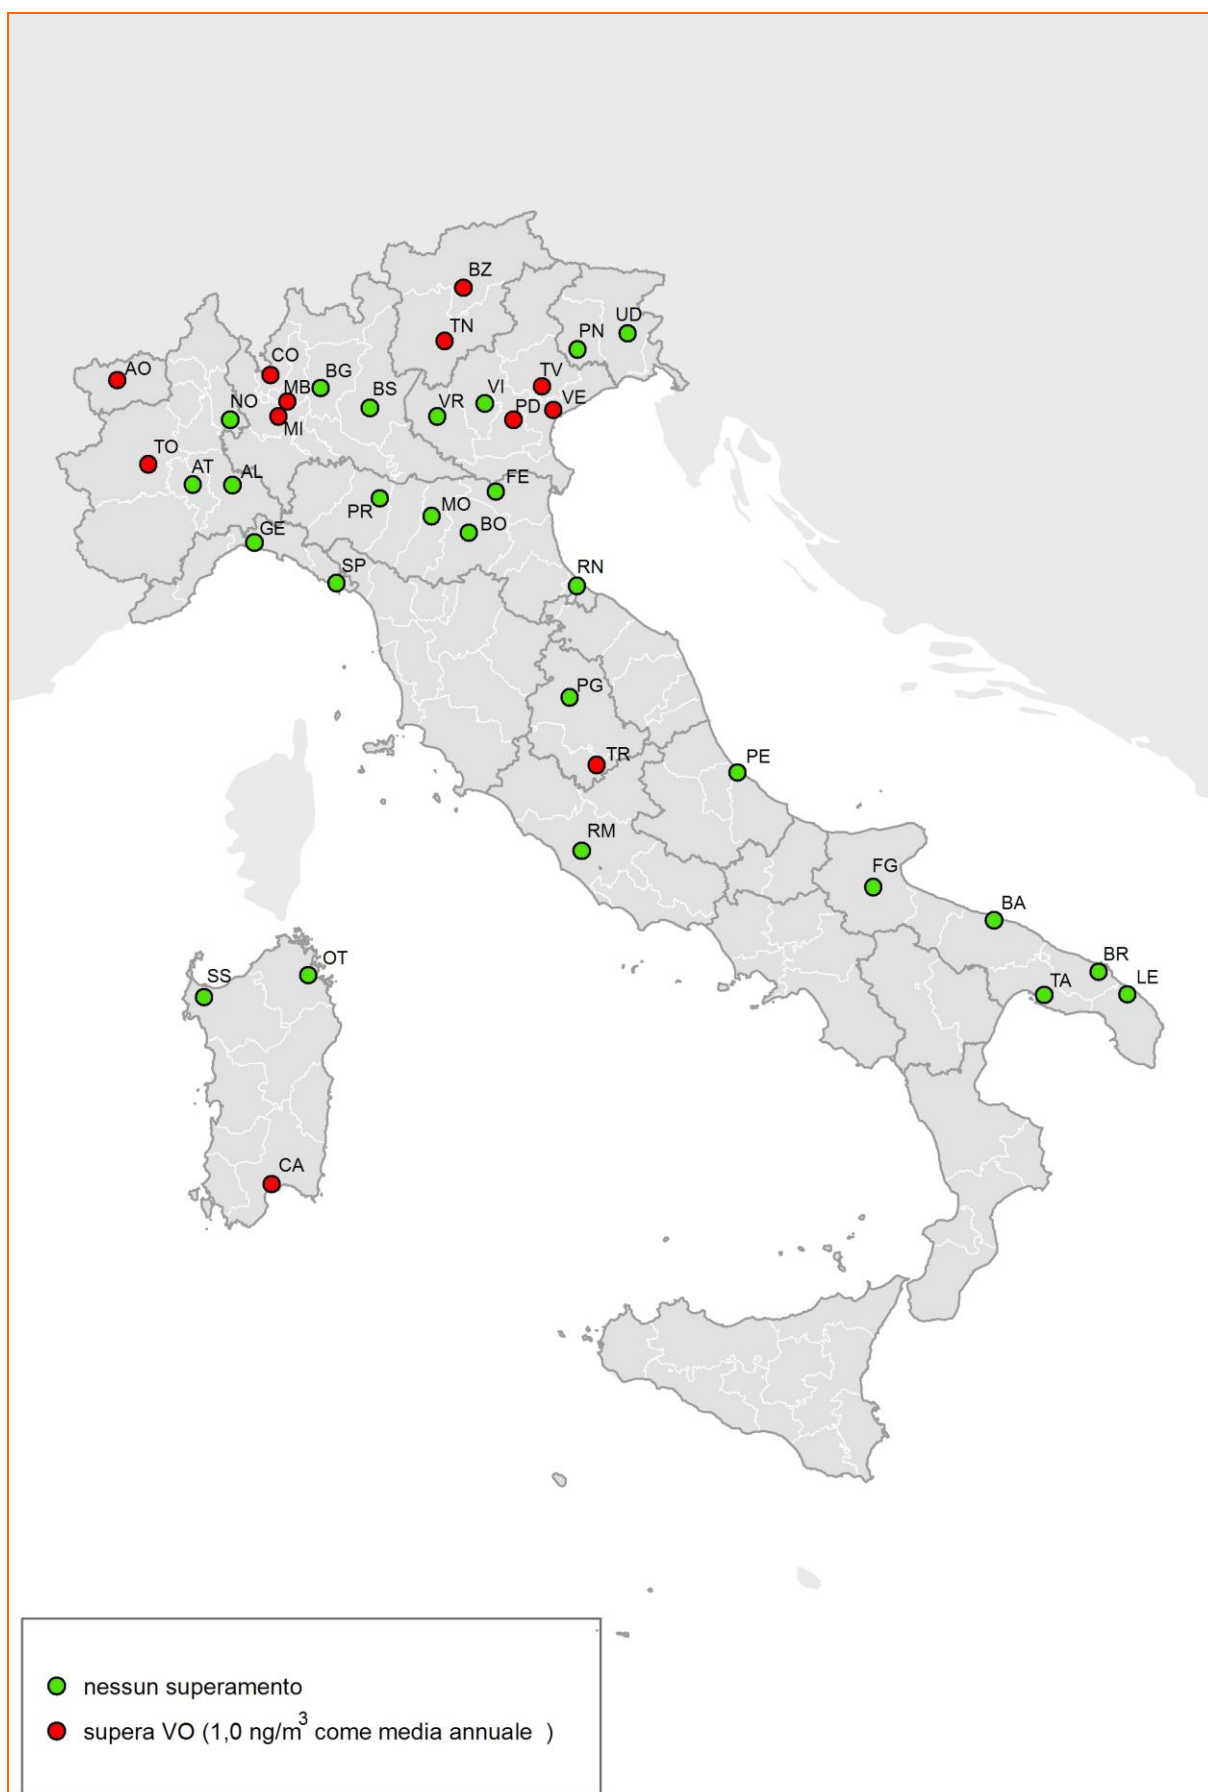 BZ
UD
TN
PN
CO
AO
BG
TV
MB
BS
VI
NO
VR
PD
VE
MI
TO
AT
AL
FE
PR
MO
BO
GE
SP
RN
PG
TR
PE
RM
FG
BA
OT
BR
SS
TA
LE
CA
nessun superamento
supera VO (1,0 ng/m³ come media annuale )